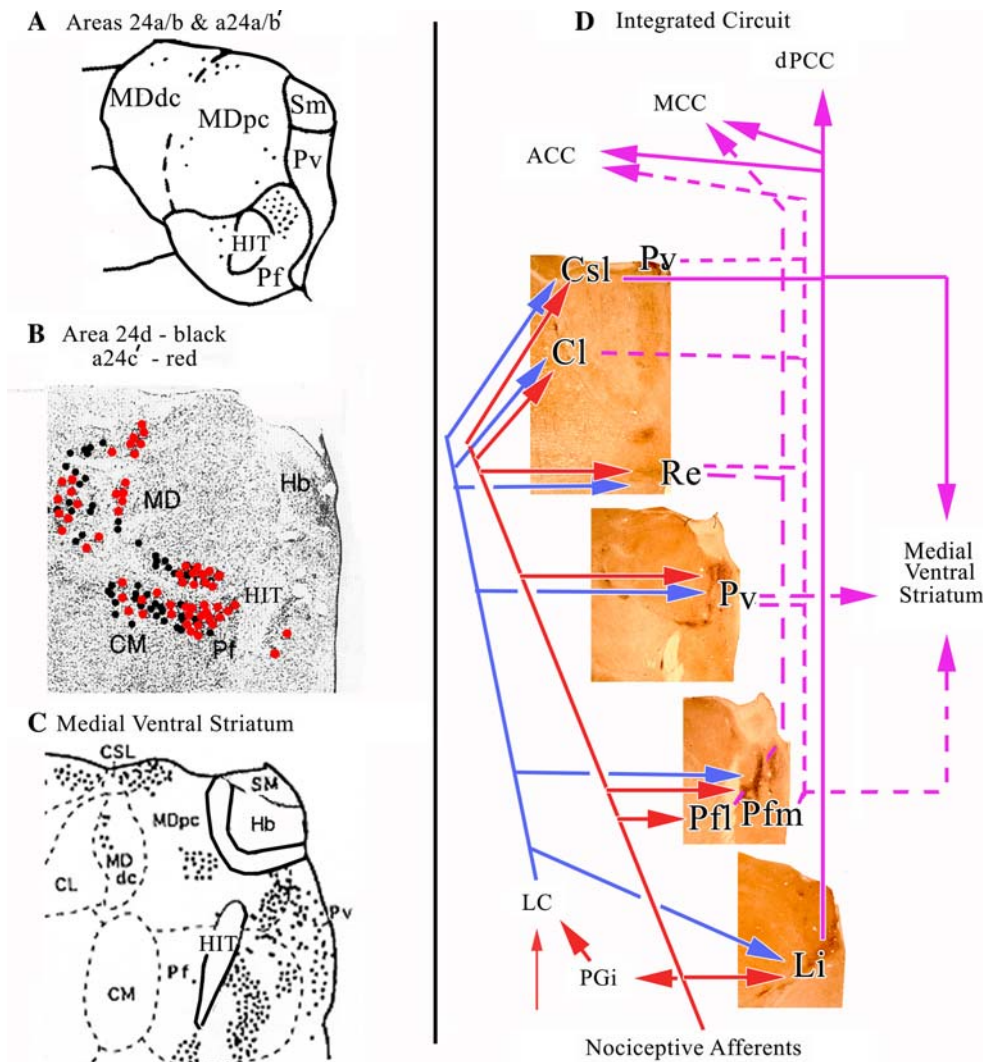 A Areas 24a/b & a24a/b'
MDdc
MDpc
Sm
Pv
HIT
Pf
B Area 24d - black
a24c' - red
MD
Hb
HIT
CM
Pf
C Medial Ventral Striatum
CSL
SM
Hb
MDpc
MD
dc
CL
Pv
HIT
Pf
CM
D Integrated Circuit
dPCC
MCC
ACC
Csl
Pv
Cl
Re
Medial
Ventral
Striatum
Pv
Pfl Pfm
LC
PGi
Li
Nociceptive Afferents